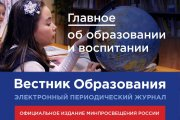 Главное
об образовании
и воспитании
Вестник Образования
ЭЛЕКТРОННЫЙ ПЕРИОДИЧЕСКИЙ ЖУРНАЛ
ОФИЦИАЛЬНОЕ ИЗДАНИЕ МИНПРОСВЕЩЕНИЯ РОССИИ